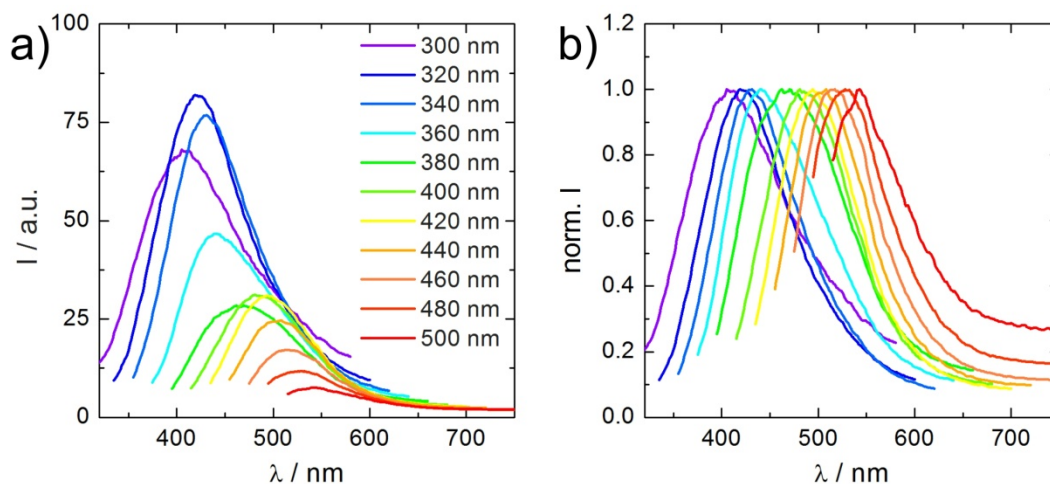 a)
100
75
50
25
0
I / a.u.
400 500 600 700
λ / nm
300 nm
320 nm
340 nm
360 nm
380 nm
400 nm
420 nm
440 nm
460 nm
480 nm
500 nm
b)
1.2
1.0
0.8
0.6
0.4
0.2
0.0
norm. I
400 500 600 700
λ / nm